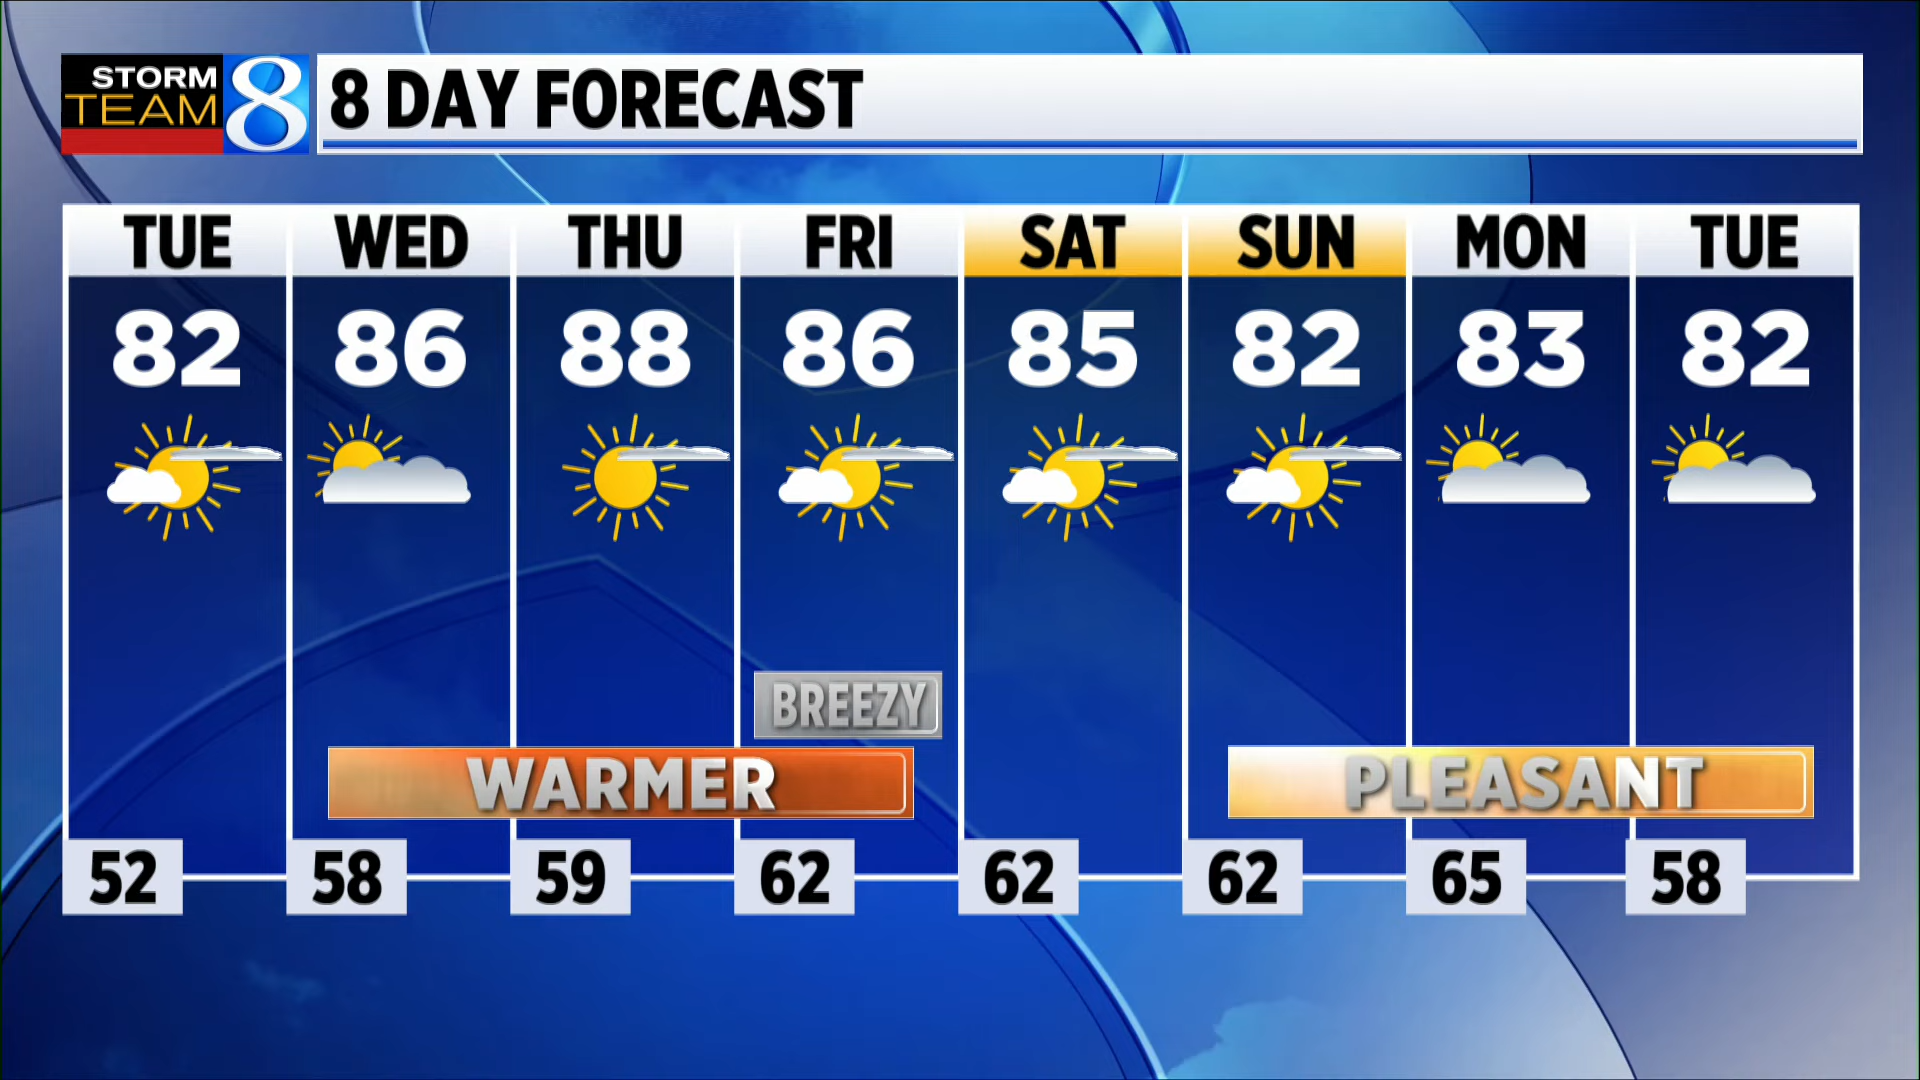 STORM
TEAM 8
8 DAY FORECAST
TUE WED THU FRI SAT SUN MON TUE
82 86 88 86 85 82 83 82
BREEZY
WARMER PLEASANT
52 58 59 62 62 62 65 58